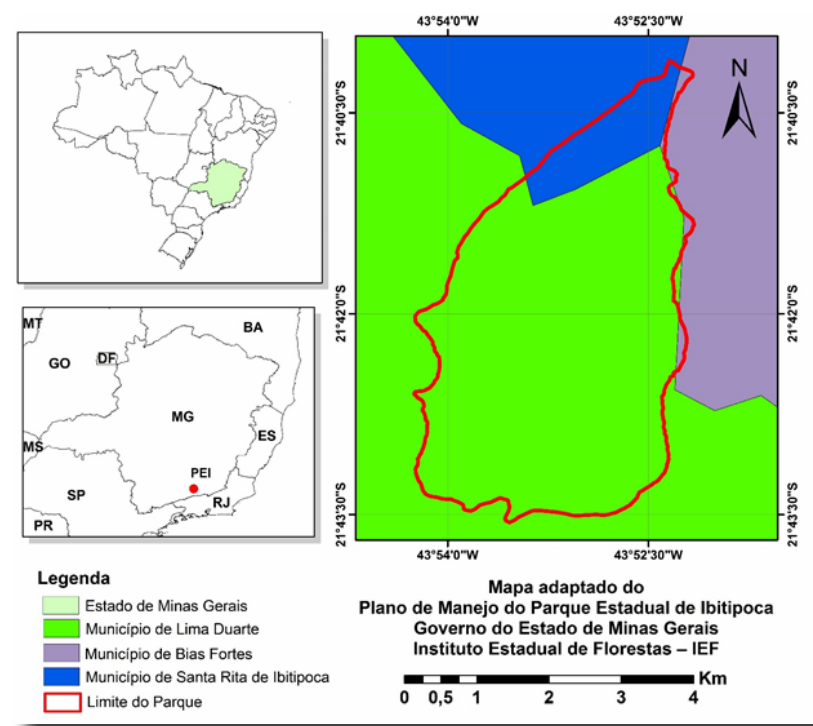 43°54'0"W 43°52'30"W
N
21°40'30"S 21°40'30"S
21°42'0"S 21°42'0"S
21°43'30"S 21°43'30"S
43°54'0"W 43°52'30"W
MT
BA
GO
DF
MG
MS
ES
PEI
SP
RJ
PR
Legenda
Estado de Minas Gerais
Município de Lima Duarte
Município de Bias Fortes
Município de Santa Rita de Ibitipoca
Limite do Parque
Mapa adaptado do
Plano de Manejo do Parque Estadual de Ibitipoca
Governo do Estado de Minas Gerais
Instituto Estadual de Florestas – IEF
Km
0 0,5 1 2 3 4